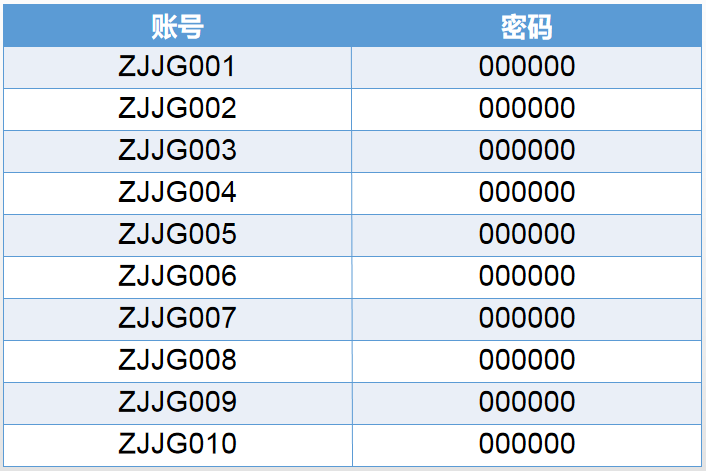 账号 密码
ZJJG001 000000
ZJJG002 000000
ZJJG003 000000
ZJJG004 000000
ZJJG005 000000
ZJJG006 000000
ZJJG007 000000
ZJJG008 000000
ZJJG009 000000
ZJJG010 000000